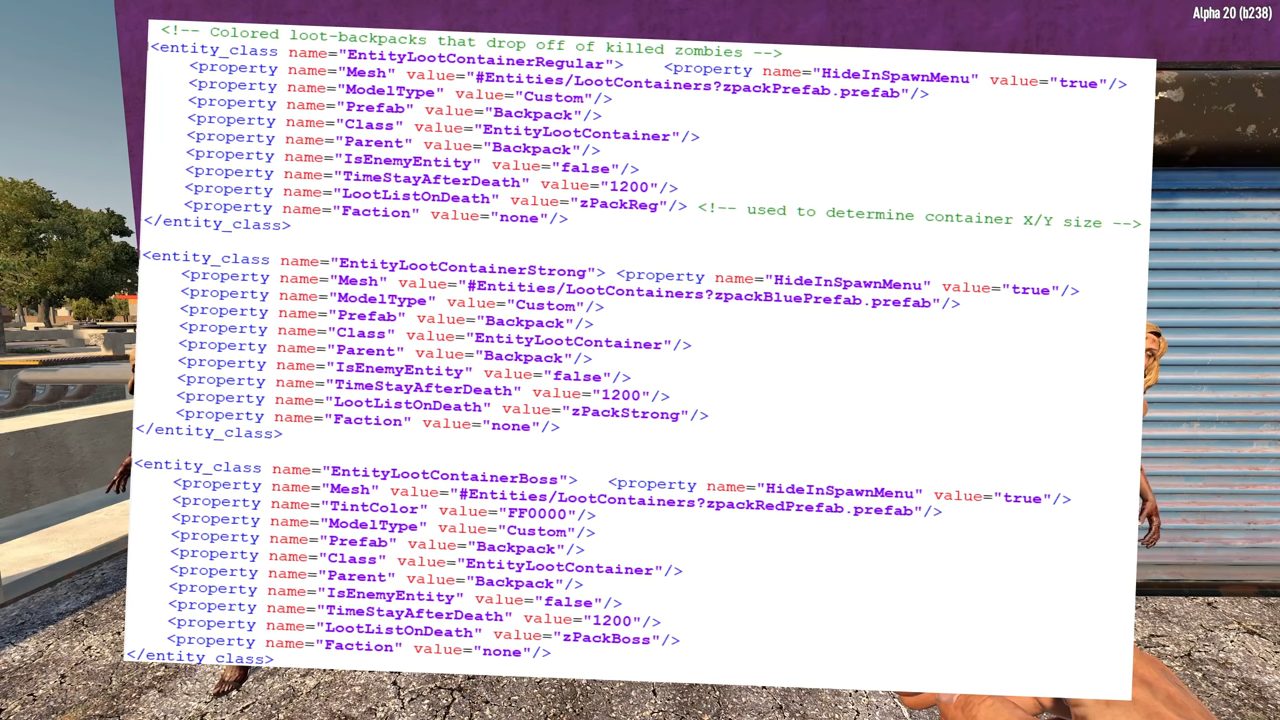 Alpha 20 (b238)
<!-- Colored loot-backpacks that drop off of killed zombies -->
<entity_class name="EntityLootContainerRegular"> <property name="HideInSpawnMenu" value="true"/>
<property name="Mesh" value="#Entities/LootContainers?zpackPrefab.prefab"/>
<property name="ModelType" value="Custom"/>
<property name="Prefab" value="Backpack"/>
<property name="Class" value="EntityLootContainer"/>
<property name="Parent" value="Backpack"/>
<property name="IsEnemyEntity" value="false"/>
<property name="TimeStayAfterDeath" value="1200"/>
<property name="LootListOnDeath" value="zPackReg"/> <!-- used to determine container X/Y size -->
<property name="Faction" value="none"/>
</entity_class>
<entity_class name="EntityLootContainerStrong"> <property name="HideInSpawnMenu" value="true"/>
<property name="Mesh" value="#Entities/LootContainers?zpackBluePrefab.prefab"/>
<property name="ModelType" value="Custom"/>
<property name="Prefab" value="Backpack"/>
<property name="Class" value="EntityLootContainer"/>
<property name="Parent" value="Backpack"/>
<property name="IsEnemyEntity" value="false"/>
<property name="TimeStayAfterDeath" value="1200"/>
<property name="LootListOnDeath" value="zPackStrong"/>
<property name="Faction" value="none"/>
</entity_class>
<entity_class name="EntityLootContainerBoss"> <property name="HideInSpawnMenu" value="true"/>
<property name="Mesh" value="#Entities/LootContainers?zpackRedPrefab.prefab"/>
<property name="TintColor" value="FF0000"/>
<property name="ModelType" value="Custom"/>
<property name="Prefab" value="Backpack"/>
<property name="Class" value="EntityLootContainer"/>
<property name="Parent" value="Backpack"/>
<property name="IsEnemyEntity" value="false"/>
<property name="TimeStayAfterDeath" value="1200"/>
<property name="LootListOnDeath" value="zPackBoss"/>
<property name="Faction" value="none"/>
</entity_class>